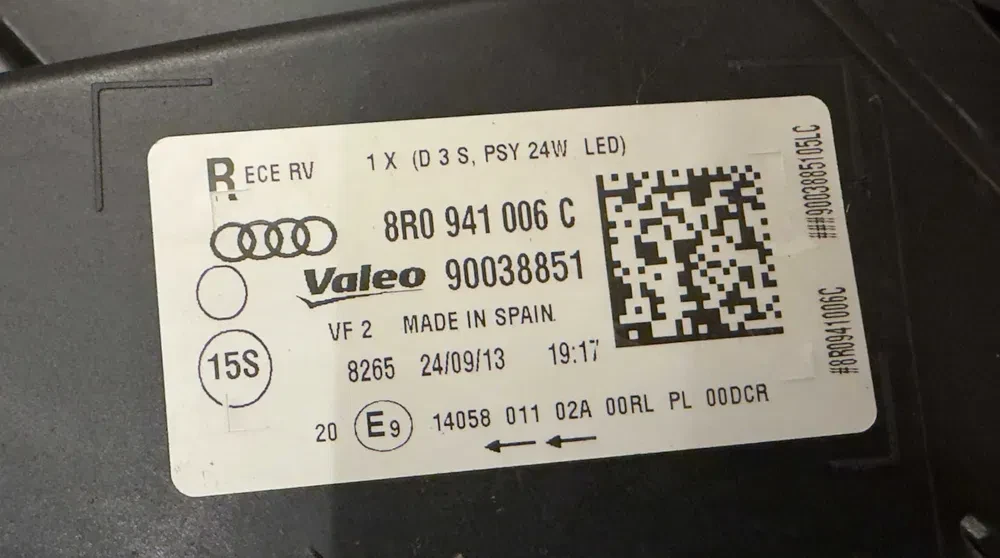 R ECE RV 1 X (D 3 S, PSY 24W LED)
8R0 941 006 C
Valeo 90038851
VF 2 MADE IN SPAIN
15S
8265 24/09/13 19:17
20 E9 14058 011 02A 00RL PL 00DCR
###9003885105LC
#8R0941006C